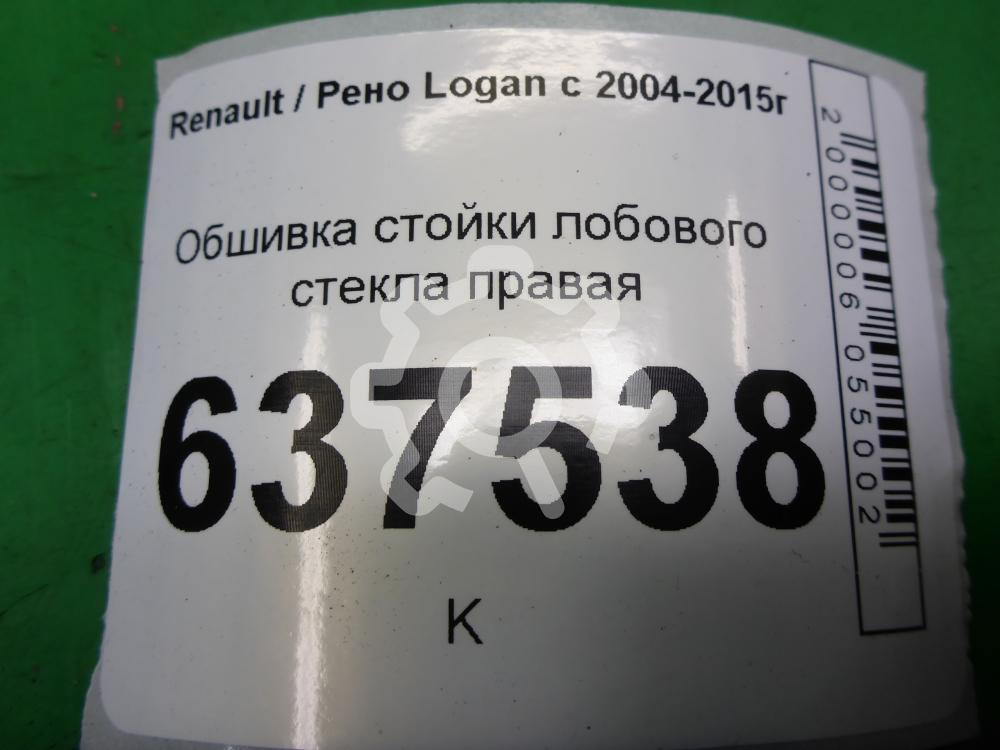 Renault / Рено Logan с 2004-2015г
Обшивка стойки лобового
стекла правая
637538
К
2000006055002